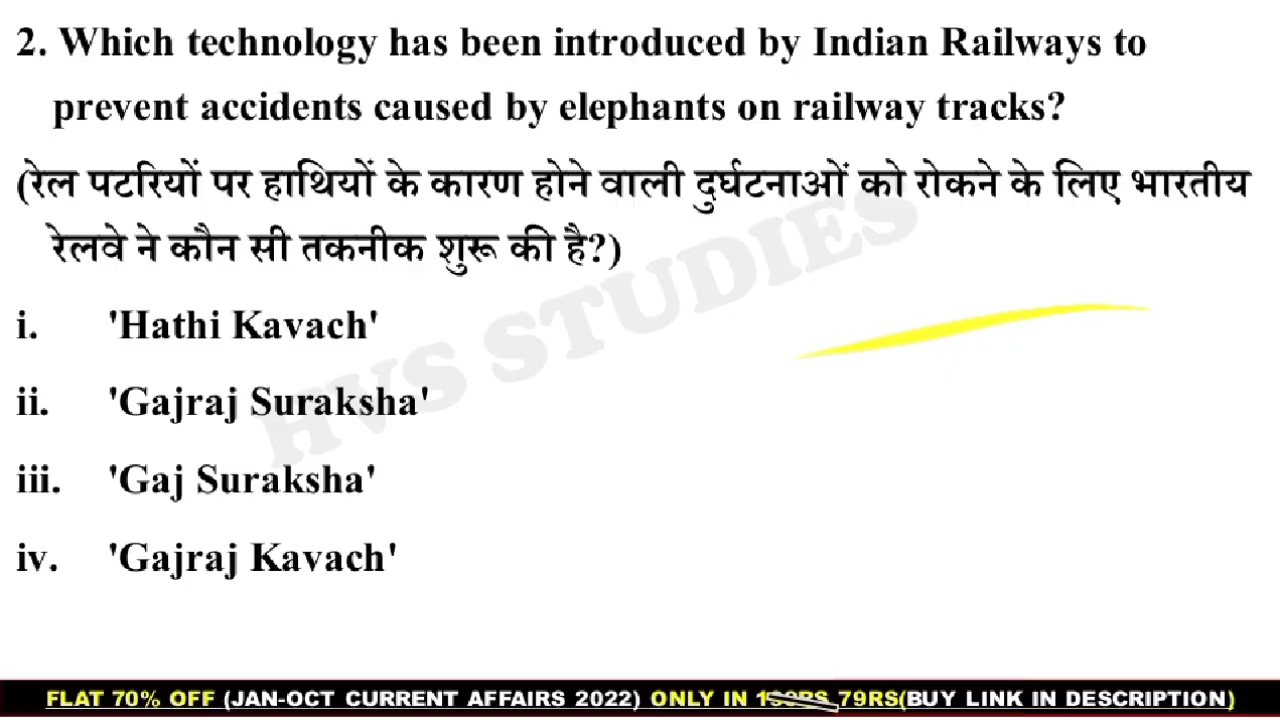 2. Which technology has been introduced by Indian Railways to
prevent accidents caused by elephants on railway tracks?
(रेल पटरियों पर हाथियों के कारण होने वाली दुर्घटनाओं को रोकने के लिए भारतीय
रेलवे ने कौन सी तकनीक शुरू की है?)
HVS STUDIES
i. 'Hathi Kavach'
ii. 'Gajraj Suraksha'
iii. 'Gaj Suraksha'
iv. 'Gajraj Kavach'
FLAT 70% OFF (JAN-OCT CURRENT AFFAIRS 2022) ONLY IN 79RS(BUY LINK IN DESCRIPTION)